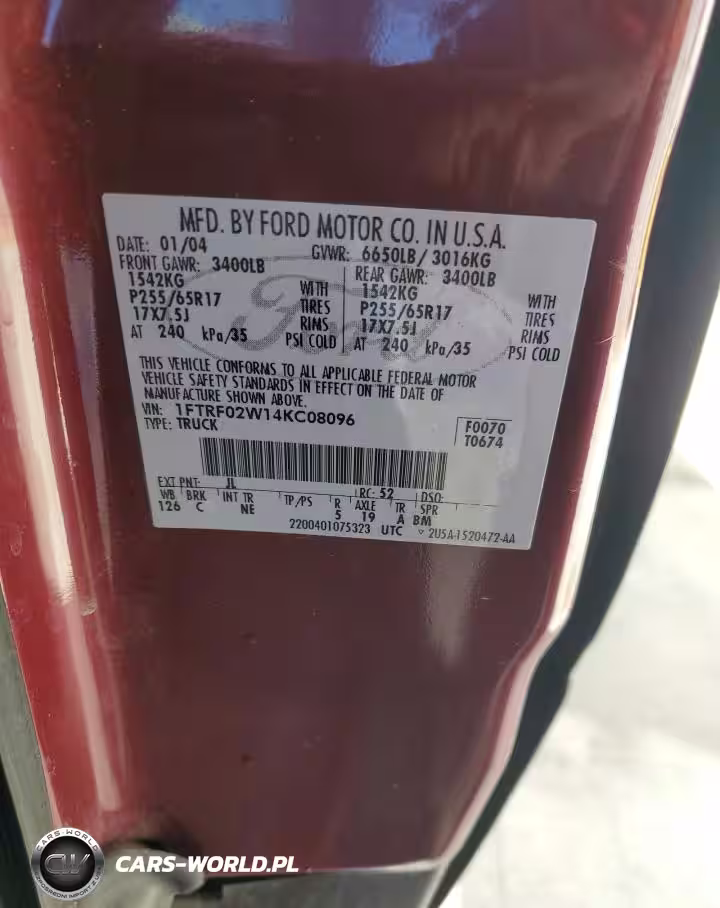 MFD. BY FORD MOTOR CO. IN U.S.A.
DATE: 01/04 GVWR: 6650LB/ 3016KG
FRONT GAWR: 3400LB REAR GAWR: 3400LB
1542KG WITH 1542KG WITH
P255/65R17 TIRES P255/65R17 TIRES
17X7.5J RIMS 17X7.5J RIMS
AT 240 kPa/35 PSI COLD AT 240 kPa/35 PSI COLD
Ford
THIS VEHICLE CONFORMS TO ALL APPLICABLE FEDERAL MOTOR
VEHICLE SAFETY STANDARDS IN EFFECT ON THE DATE OF
MANUFACTURE SHOWN ABOVE.
VIN: 1FTRF02W14KC08096 F0070
TYPE: TRUCK T0674
EXT PNT: JL RC: 52 DSO:
WB BRK INT TR TP/PS R AXLE TR SPR
126 C NE 5 19 A BM
2200401075323 UTC 2U5A-1520472-AA
CARS-WORLD
CW
CARS-WORLD.PL